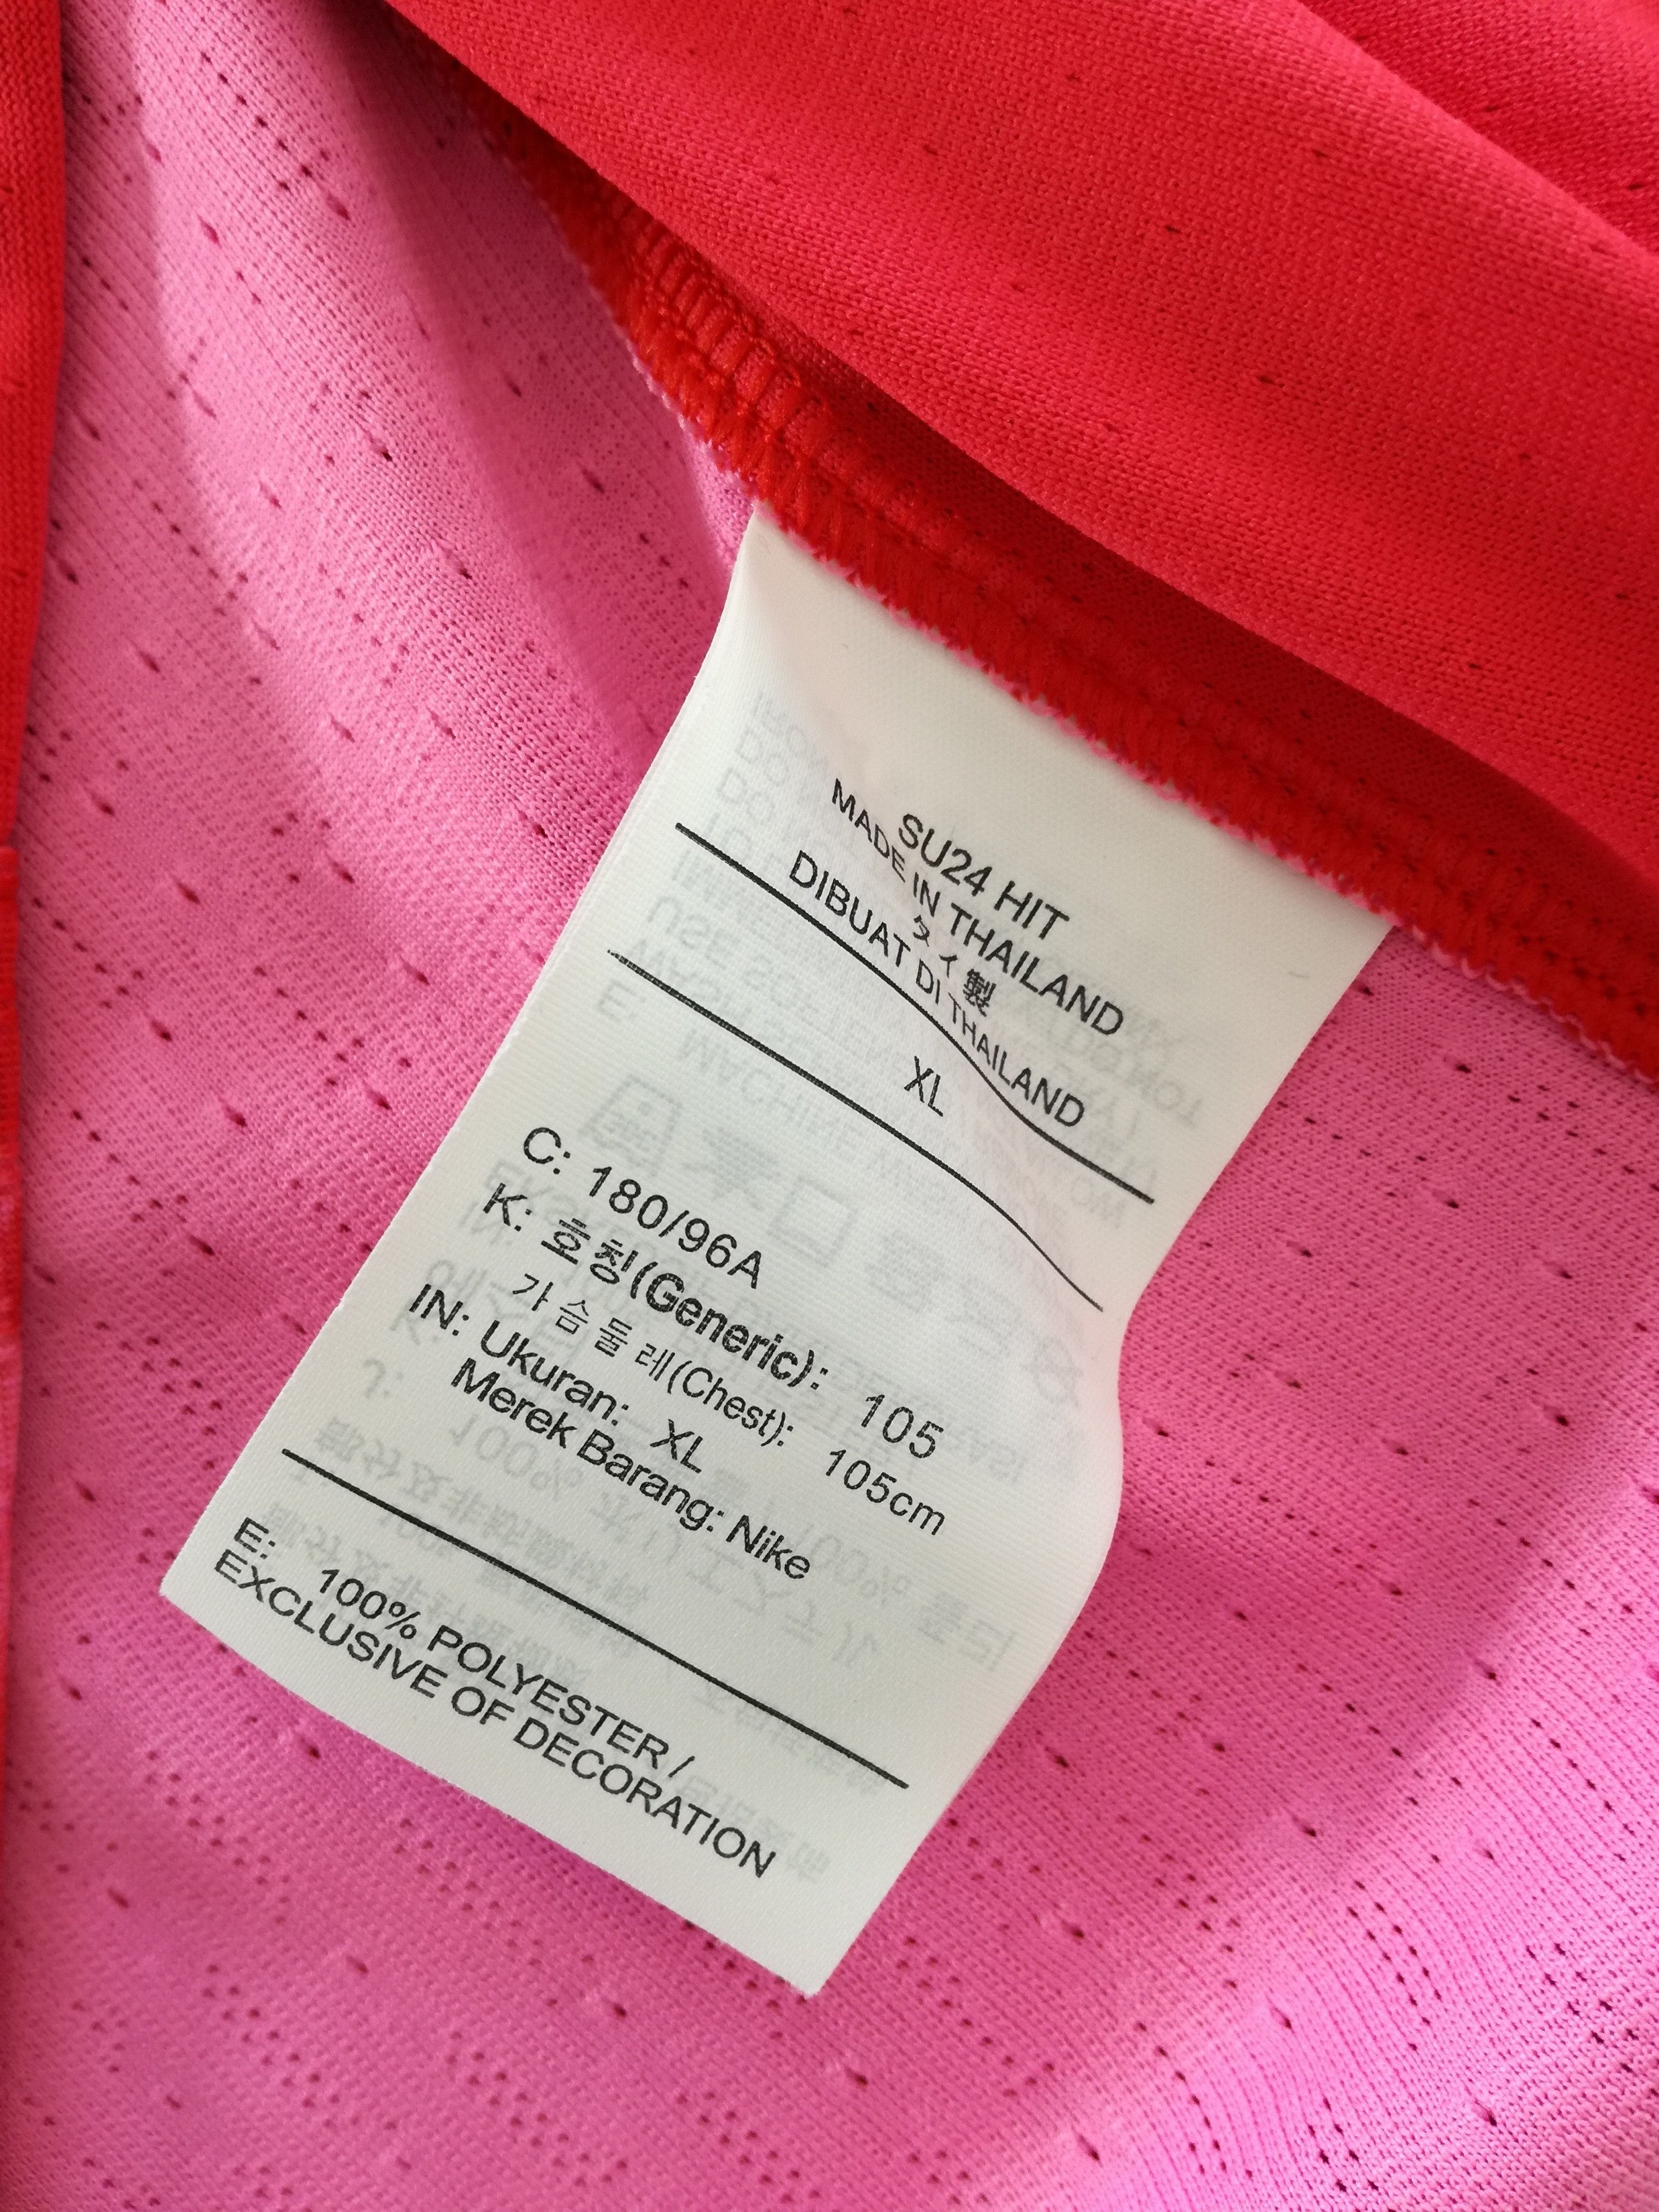 SU24 HIT
MADE IN THAILAND
タイ製
DIBUAT DI THAILAND
XL
C: 180/96A
K: 호칭(Generic): 105
가슴둘레(Chest): 105cm
IN: Ukuran: XL
Merek Barang: Nike
E: 100% POLYESTER /
EXCLUSIVE OF DECORATION